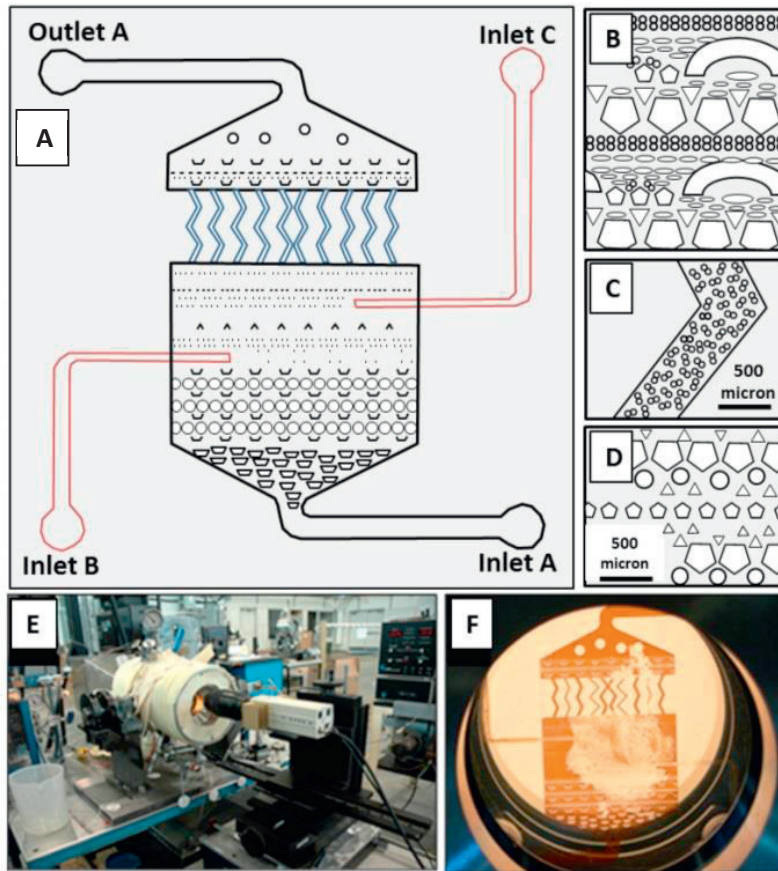 Outlet A
Inlet C
A
Inlet B
Inlet A
B
C
500
micron
D
500
micron
E
F